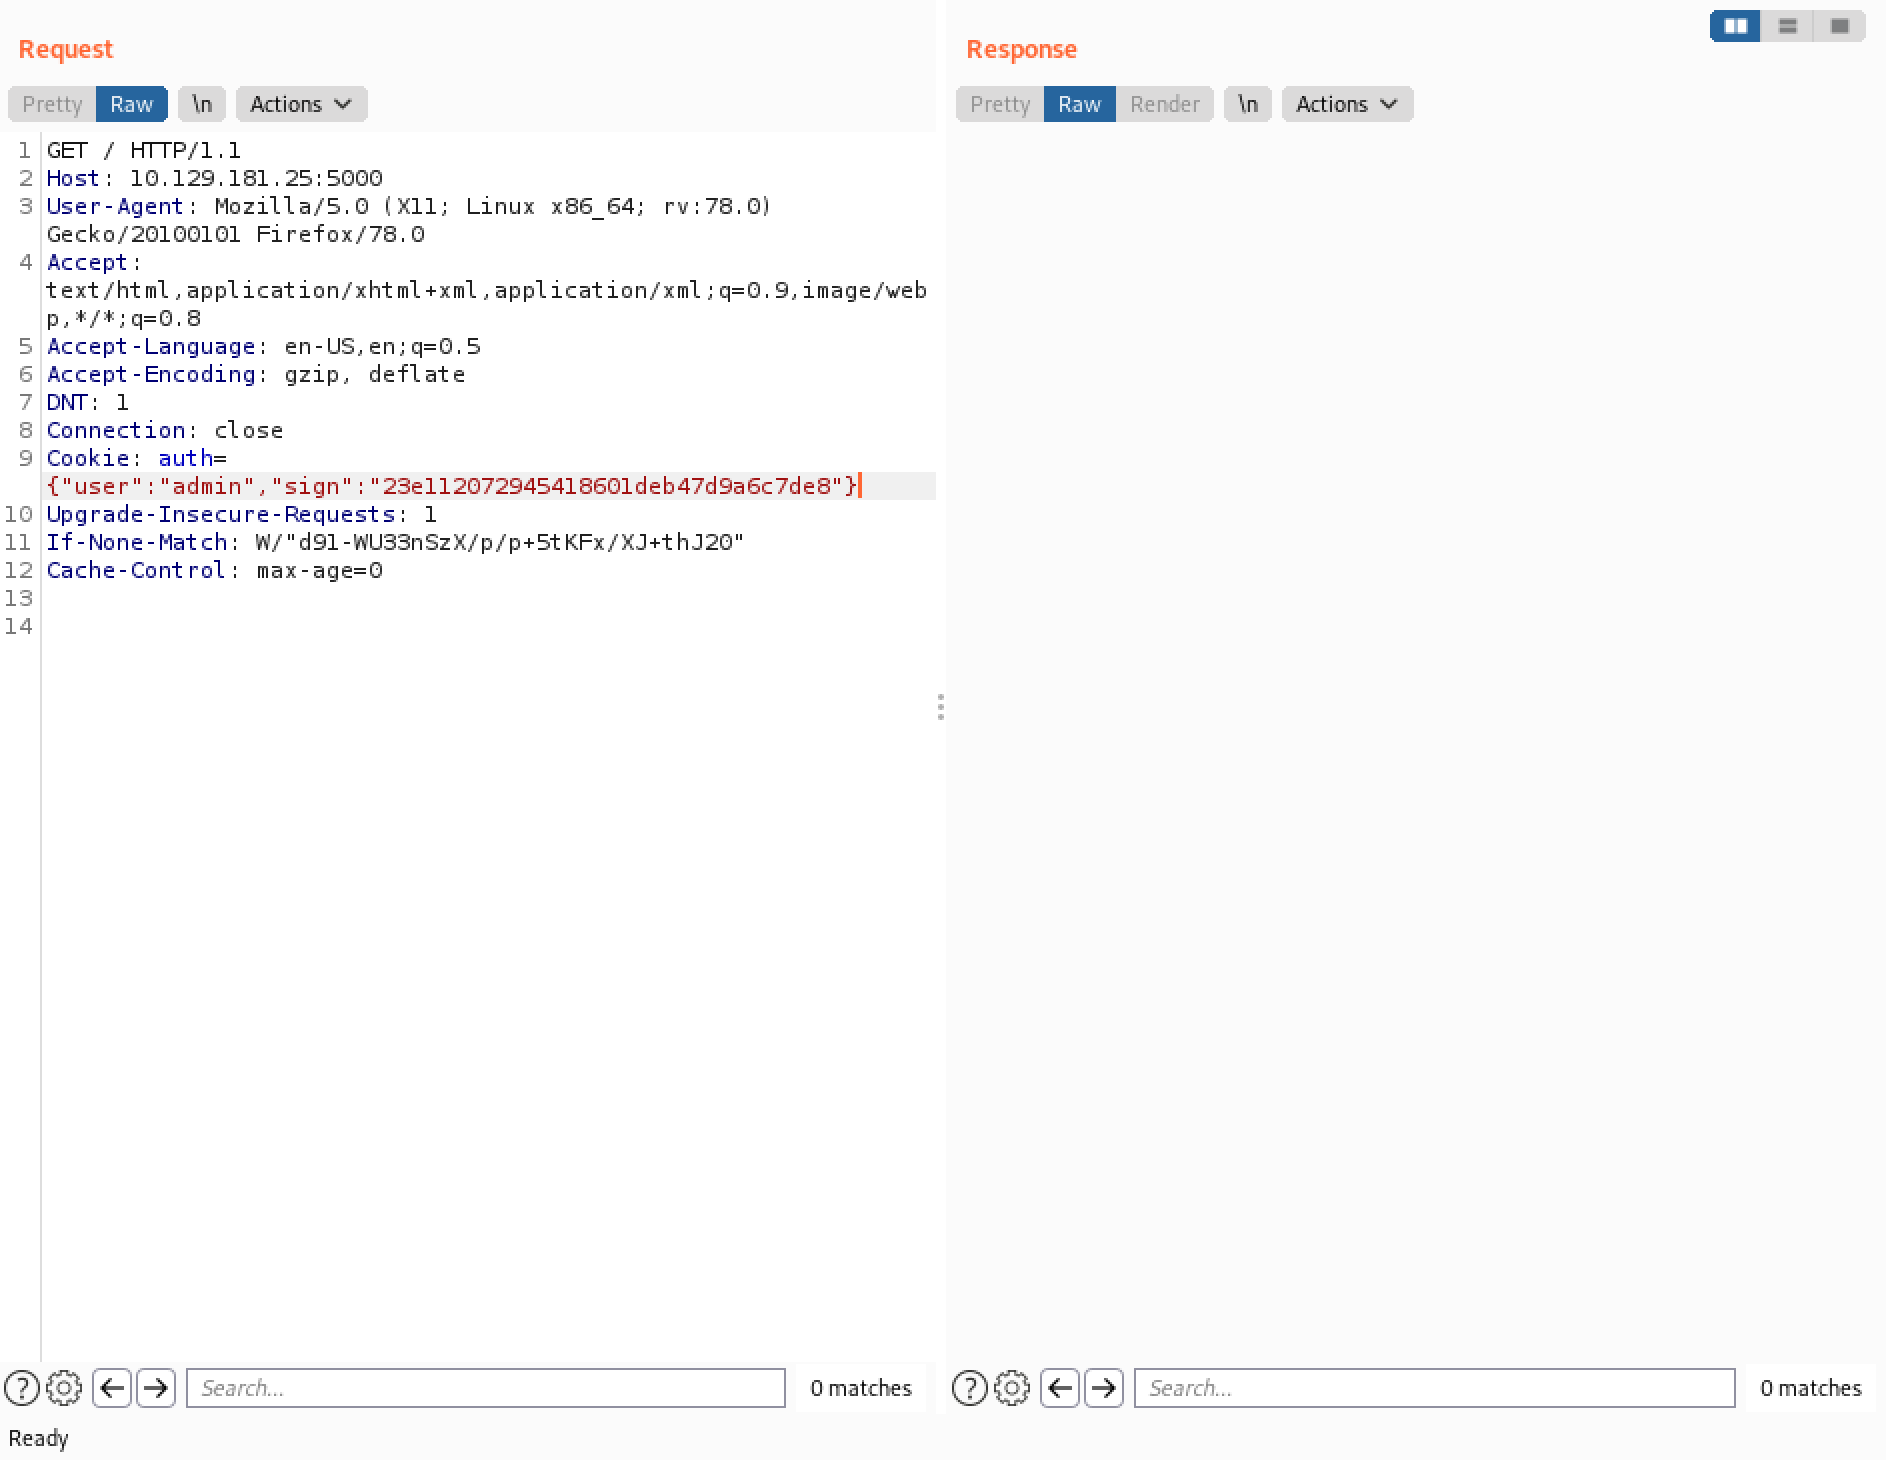 Request
Pretty Raw \n Actions
1 GET / HTTP/1.1
2 Host: 10.129.181.25:5000
3 User-Agent: Mozilla/5.0 (X11; Linux x86_64; rv:78.0)
Gecko/20100101 Firefox/78.0
4 Accept:
text/html,application/xhtml+xml,application/xml;q=0.9,image/web
p,*/*;q=0.8
5 Accept-Language: en-US,en;q=0.5
6 Accept-Encoding: gzip, deflate
7 DNT: 1
8 Connection: close
9 Cookie: auth=
{"user":"admin","sign":"23e112072945418601deb47d9a6c7de8"}
10 Upgrade-Insecure-Requests: 1
11 If-None-Match: W/"d91-WU33nSzX/p/p+5tKFx/XJ+thJ20"
12 Cache-Control: max-age=0
13
14
Search...
0 matches
Ready
Response
Pretty Raw Render \n Actions
Search...
0 matches